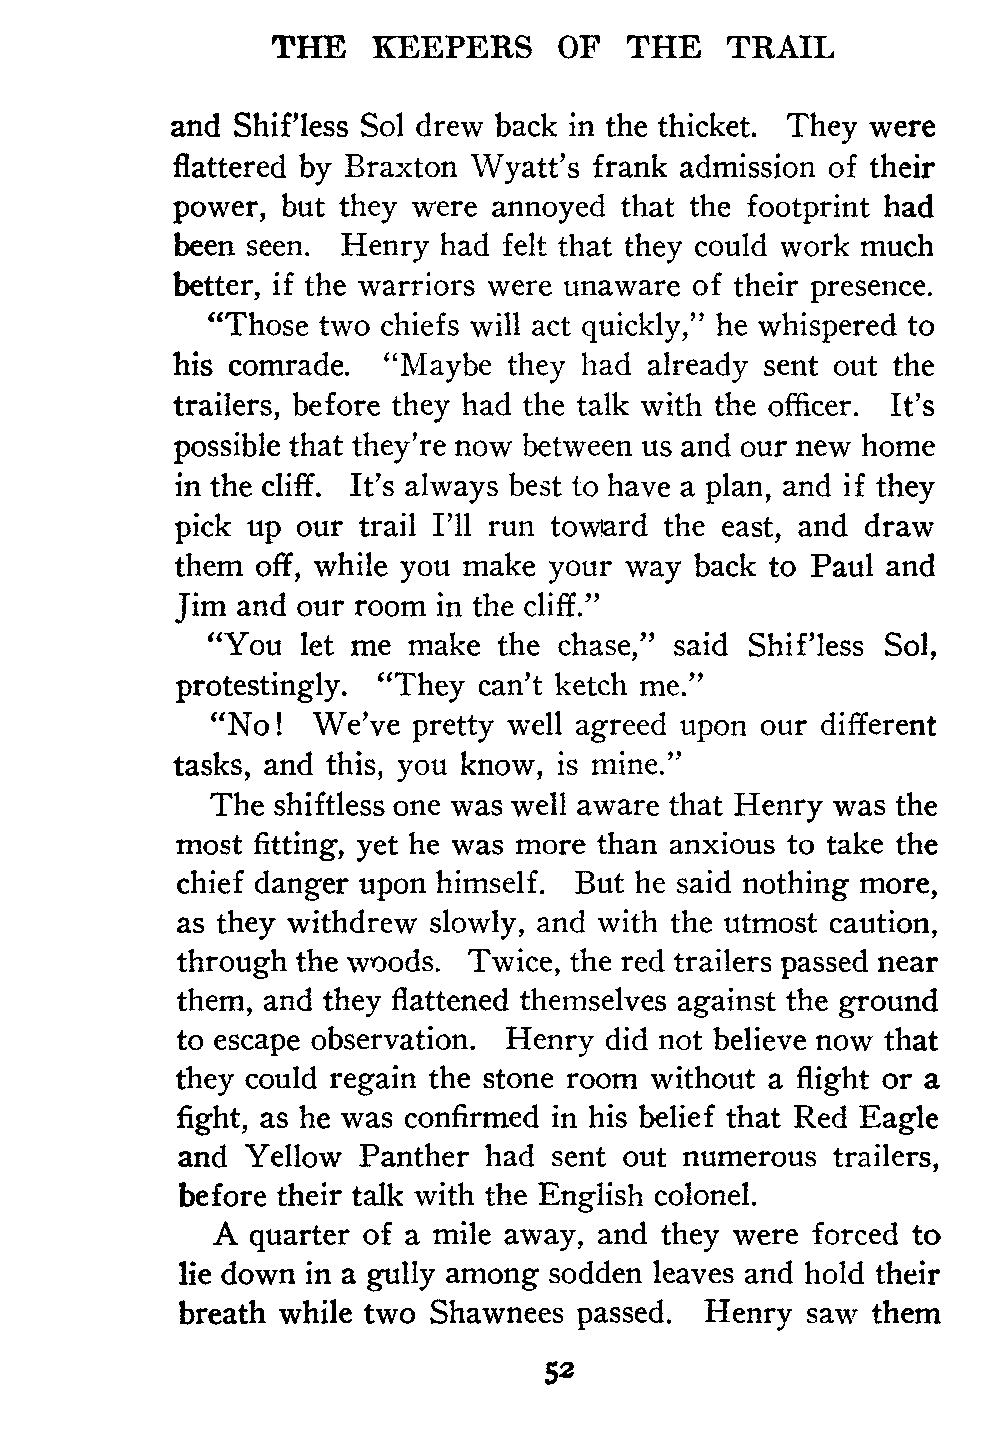 THE KEEPERS OF THE TRAIL
and Shif'less Sol drew back in the thicket. They were
flattered by Braxton Wyatt's frank admission of their
power, but they were annoyed that the footprint had
been seen. Henry had felt that they could work much
better, if the warriors were unaware of their presence.
"Those two chiefs will act quickly," he whispered to
his comrade. "Maybe they had already sent out the
trailers, before they had the talk with the officer. It's
possible that they're now between us and our new home
in the cliff. It's always best to have a plan, and if they
pick up our trail I'll run toward the east, and draw
them off, while you make your way back to Paul and
Jim and our room in the cliff."
"You let me make the chase," said Shif'less Sol,
protestingly. "They can't ketch me."
"No! We've pretty well agreed upon our different
tasks, and this, you know, is mine."
The shiftless one was well aware that Henry was the
most fitting, yet he was more than anxious to take the
chief danger upon himself. But he said nothing more,
as they withdrew slowly, and with the utmost caution,
through the woods. Twice, the red trailers passed near
them, and they flattened themselves against the ground
to escape observation. Henry did not believe now that
they could regain the stone room without a flight or a
fight, as he was confirmed in his belief that Red Eagle
and Yellow Panther had sent out numerous trailers,
before their talk with the English colonel.
A quarter of a mile away, and they were forced to
lie down in a gully among sodden leaves and hold their
breath while two Shawnees passed. Henry saw them
52